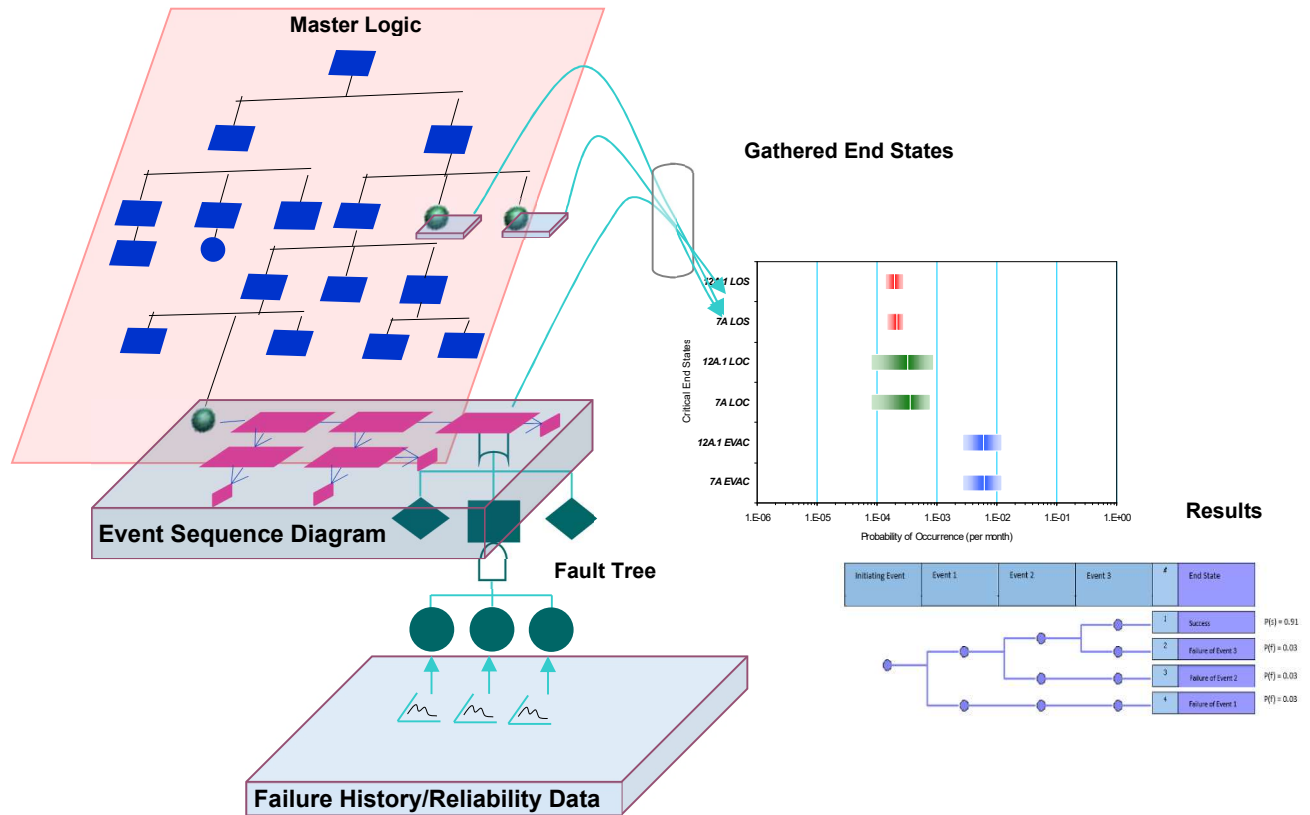 Master Logic
Gathered End States
12A.1 LOS
7A LOS
12A.1 LOC
7A LOC
12A.1 EVAC
7A EVAC
Critical End States
1.E-06 1.E-05 1.E-04 1.E-03 1.E-02 1.E-01 1.E+00
Probability of Occurrence (per month)
Results
Event Sequence Diagram
Fault Tree
Initiating Event Event 1 Event 2 Event 3 # End State
1 Success P(s) = 0.91
2 Failure of Event 3 P(f) = 0.03
3 Failure of Event 2 P(f) = 0.03
4 Failure of Event 1 P(f) = 0.03
Failure History/Reliability Data